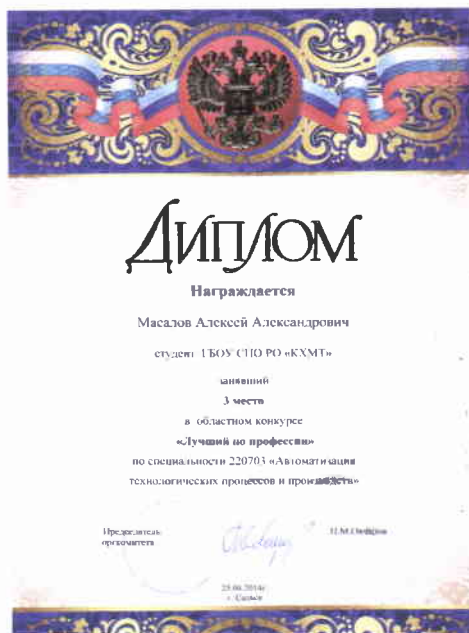 ДИПЛОМ
Награждается
Масалов Алексей Александрович
студент ГБОУ СПО РО «КХМТ»
занявший
3 место
в областном конкурсе
«Лучший по профессии»
по специальности 220703 «Автоматизация
технологических процессов и производств»
Председатель
оргкомитета
г. Сальск